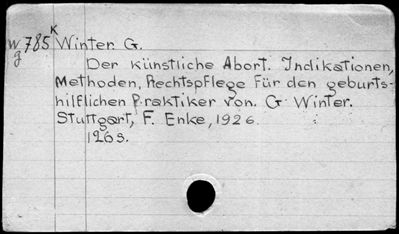 K
W 785 Winter G.
g
Der künstliche Abort. Indikationen,
Methoden, Rechtspflege Für den geburts-
hilflichen Praktiker von. G. Winter.
Stuttgart, F. Enke, 1926.
126 s.